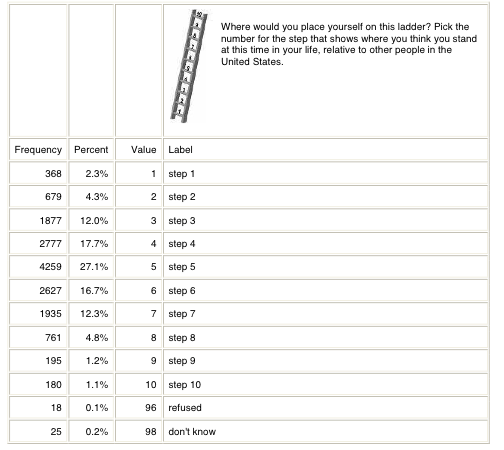 Where would you place yourself on this ladder? Pick the
number for the step that shows where you think you stand
at this time in your life, relative to other people in the
United States.
Frequency Percent Value Label
368 2.3% 1 step 1
679 4.3% 2 step 2
1877 12.0% 3 step 3
2777 17.7% 4 step 4
4259 27.1% 5 step 5
2627 16.7% 6 step 6
1935 12.3% 7 step 7
761 4.8% 8 step 8
195 1.2% 9 step 9
180 1.1% 10 step 10
18 0.1% 96 refused
25 0.2% 98 don't know